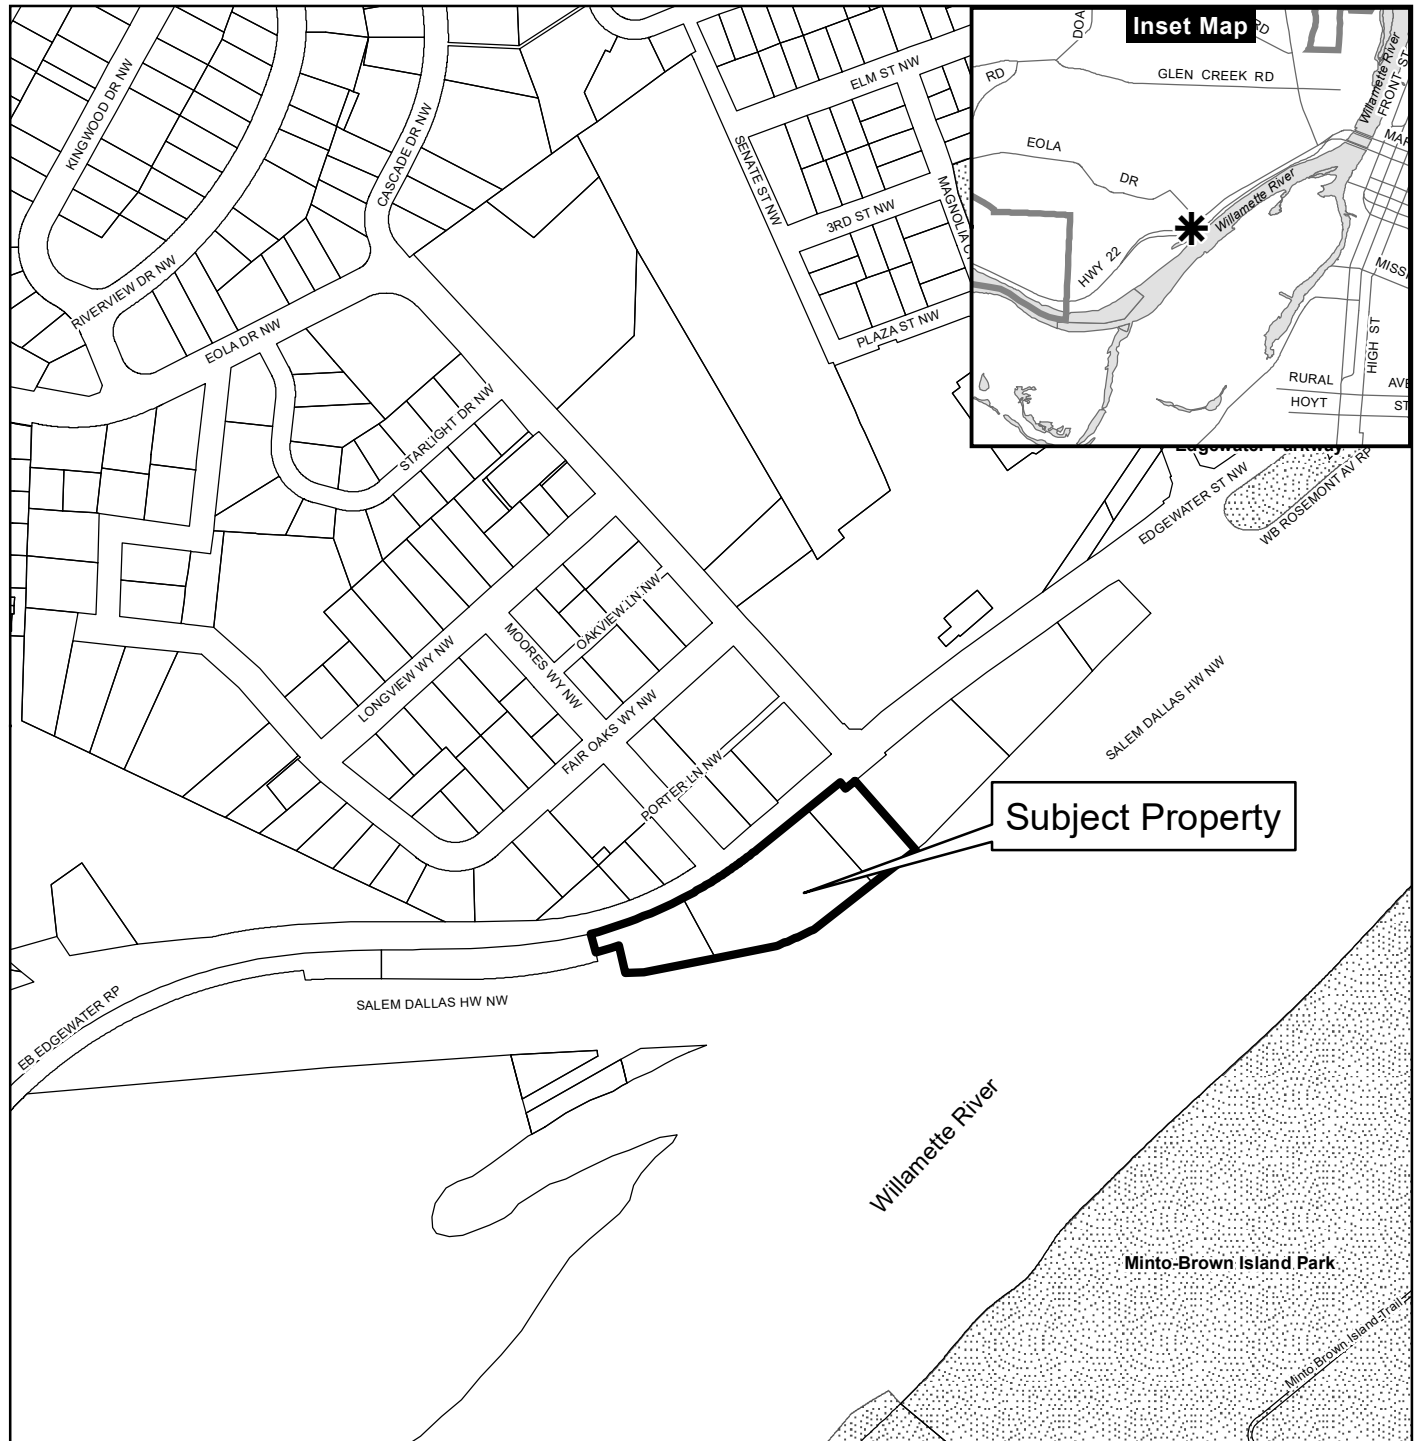 Inset Map
DOA
RD
RD
GLEN CREEK RD
Willamette River
FRONT ST
MAR
EOLA
DR
Willamette River
HWY 22
MISSI
HIGH ST
RURAL
AVE
HOYT
ST
KINGWOOD DR NW
CASCADE DR NW
ELM ST NW
SENATE ST NW
MAGNOLIA C
3RD ST NW
PLAZA ST NW
RIVERVIEW DR NW
EOLA DR NW
STARLIGHT DR NW
Edgewater Parkway
EDGEWATER ST NW
WB ROSEMONT AV RP
OAKVIEW LN NW
MOORES WY NW
LONGVIEW WY NW
FAIR OAKS WY NW
PORTER LN NW
SALEM DALLAS HW NW
Subject Property
SALEM DALLAS HW NW
EB EDGEWATER RP
Willamette River
Minto-Brown Island Park
Minto Brown Island Trail